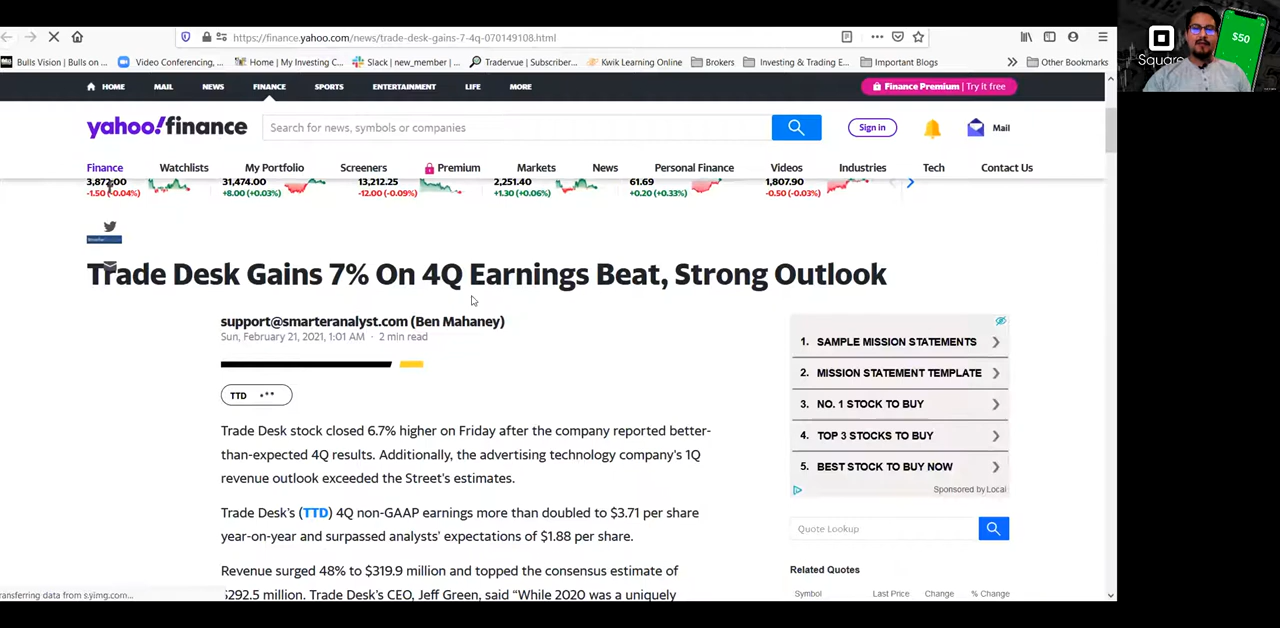 https://finance.yahoo.com/news/trade-desk-gains-7-4q-070149108.html
Bulls Vision | Bulls on ... Video Conferencing, ... Home | My Investing C... Slack | new_member | ... Tradervue | Subscriber... Kwik Learning Online Brokers Investing & Trading E... Important Blogs Other Bookmarks
HOME MAIL NEWS FINANCE SPORTS ENTERTAINMENT LIFE MORE Finance Premium | Try it free
yahoo!finance Search for news, symbols or companies Sign in Mail
Finance Watchlists My Portfolio Screeners Premium Markets News Personal Finance Videos Industries Tech Contact Us
3,872.00 31,474.00 13,212.25 2,251.40 61.69 1,807.90
-1.50 (-0.04%) +8.00 (+0.03%) -12.00 (-0.09%) +1.30 (+0.06%) +0.20 (+0.33%) -0.50 (-0.03%)
Trade Desk Gains 7% On 4Q Earnings Beat, Strong Outlook
support@smarteranalyst.com (Ben Mahaney)
Sun, February 21, 2021, 1:01 AM · 2 min read
TTD
Trade Desk stock closed 6.7% higher on Friday after the company reported better-
than-expected 4Q results. Additionally, the advertising technology company's 1Q
revenue outlook exceeded the Street's estimates.
Trade Desk's (TTD) 4Q non-GAAP earnings more than doubled to $3.71 per share
year-on-year and surpassed analysts' expectations of $1.88 per share.
Revenue surged 48% to $319.9 million and topped the consensus estimate of
$292.5 million. Trade Desk's CEO, Jeff Green, said "While 2020 was a uniquely
1. SAMPLE MISSION STATEMENTS
2. MISSION STATEMENT TEMPLATE
3. NO. 1 STOCK TO BUY
4. TOP 3 STOCKS TO BUY
5. BEST STOCK TO BUY NOW
Sponsored by Local
Quote Lookup
Related Quotes
Symbol Last Price Change % Change
transferring data from s.yimg.com...
Square
$50